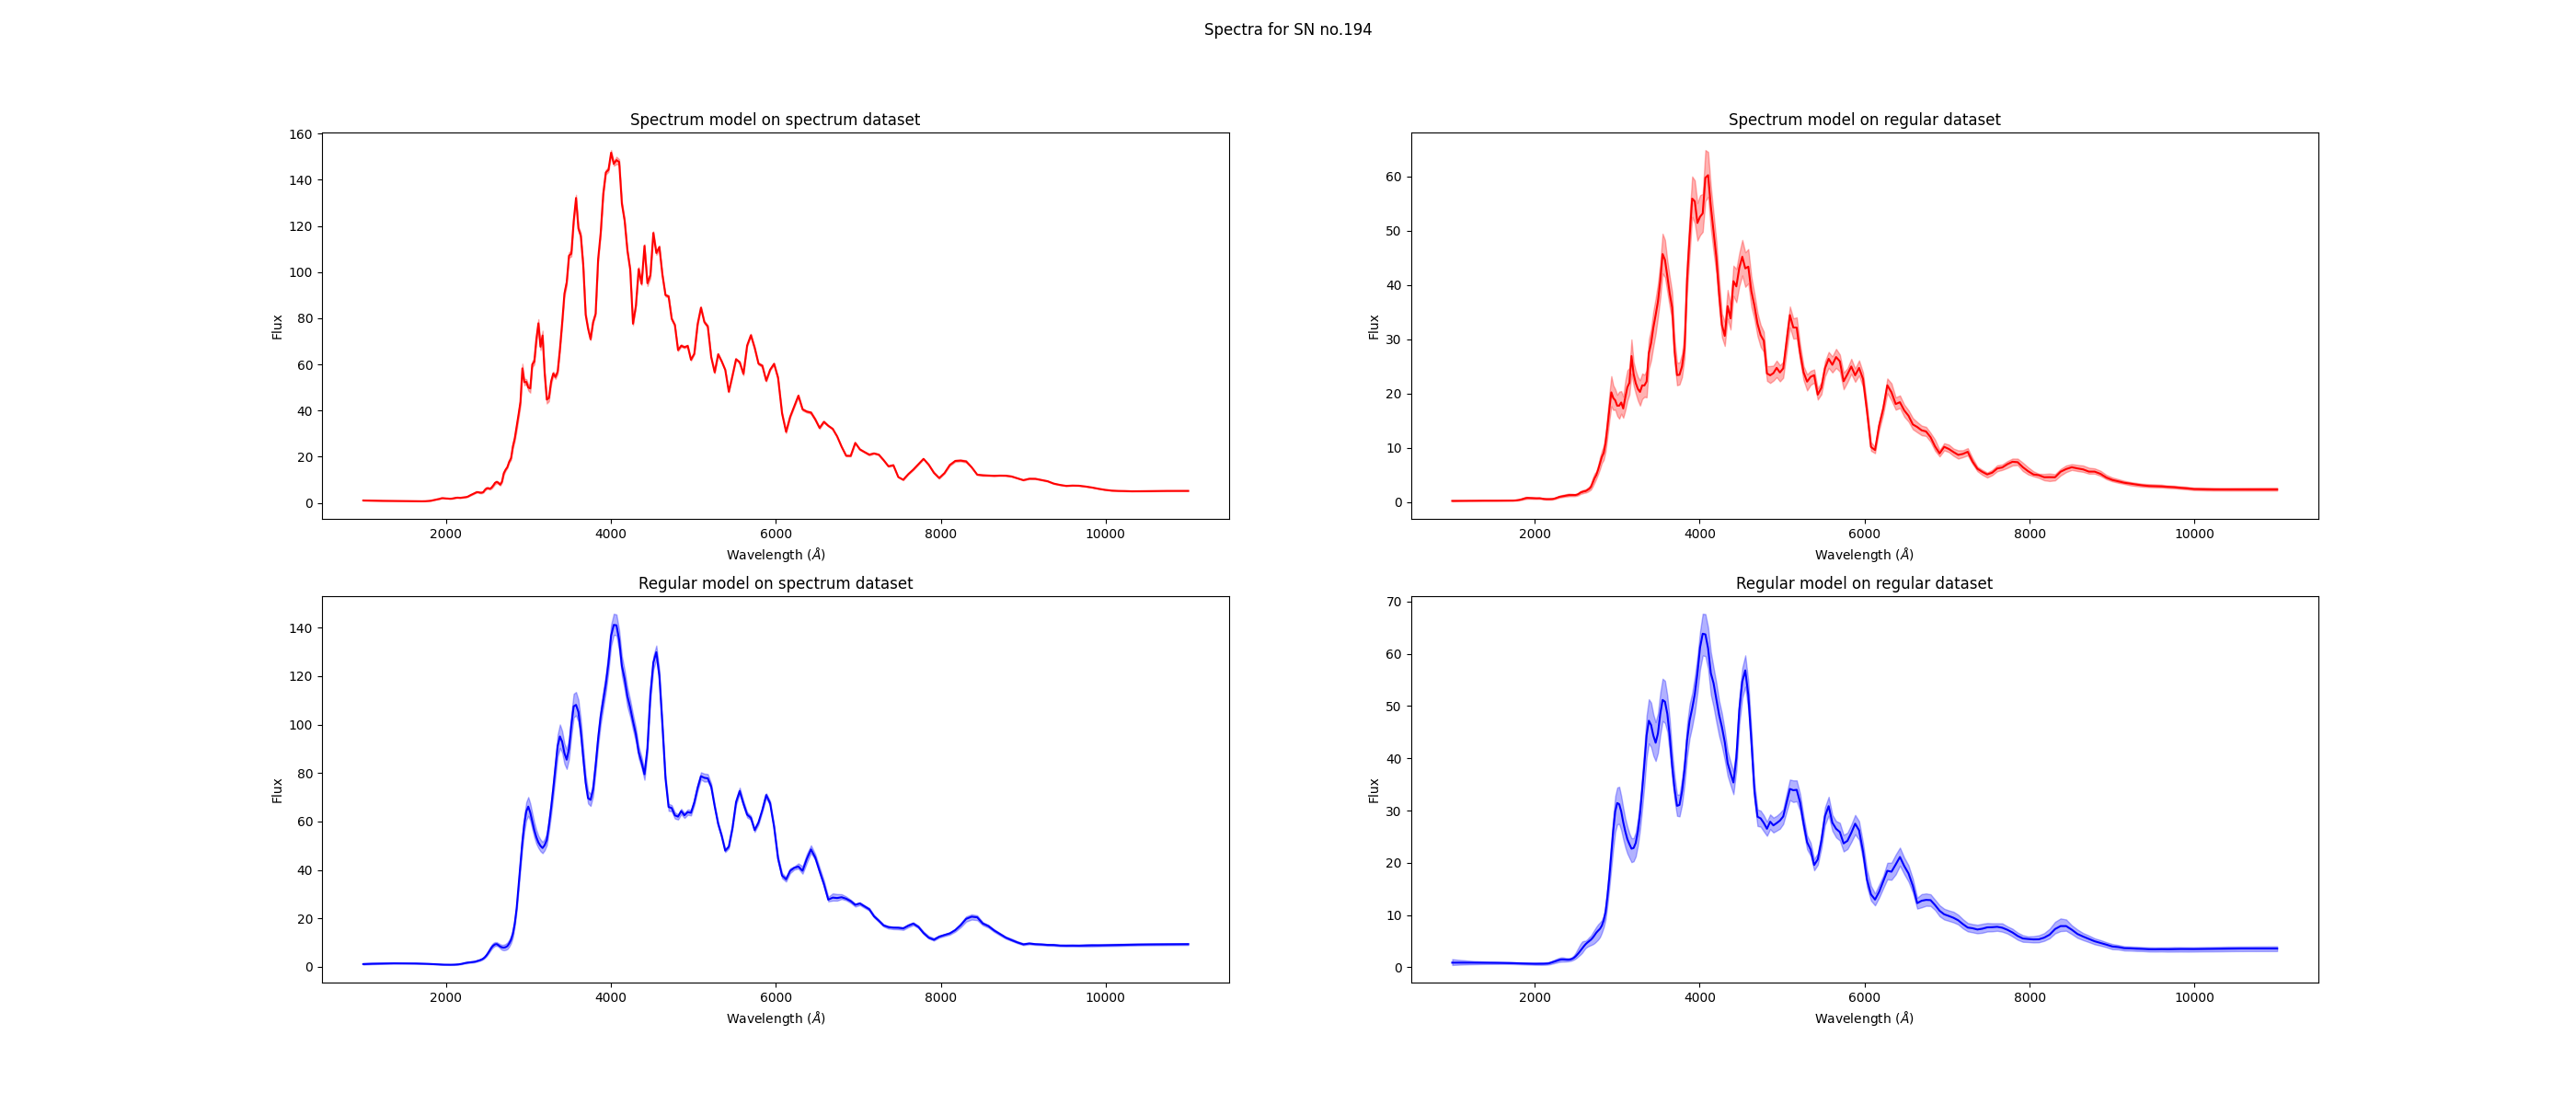 Spectra for SN no.194
Spectrum model on spectrum dataset
160
140
120
100
80
60
40
20
0
Flux
2000 4000 6000 8000 10000
Wavelength (Å)
Spectrum model on regular dataset
60
50
40
30
20
10
0
Flux
2000 4000 6000 8000 10000
Wavelength (Å)
Regular model on spectrum dataset
140
120
100
80
60
40
20
0
Flux
2000 4000 6000 8000 10000
Wavelength (Å)
Regular model on regular dataset
70
60
50
40
30
20
10
0
Flux
2000 4000 6000 8000 10000
Wavelength (Å)